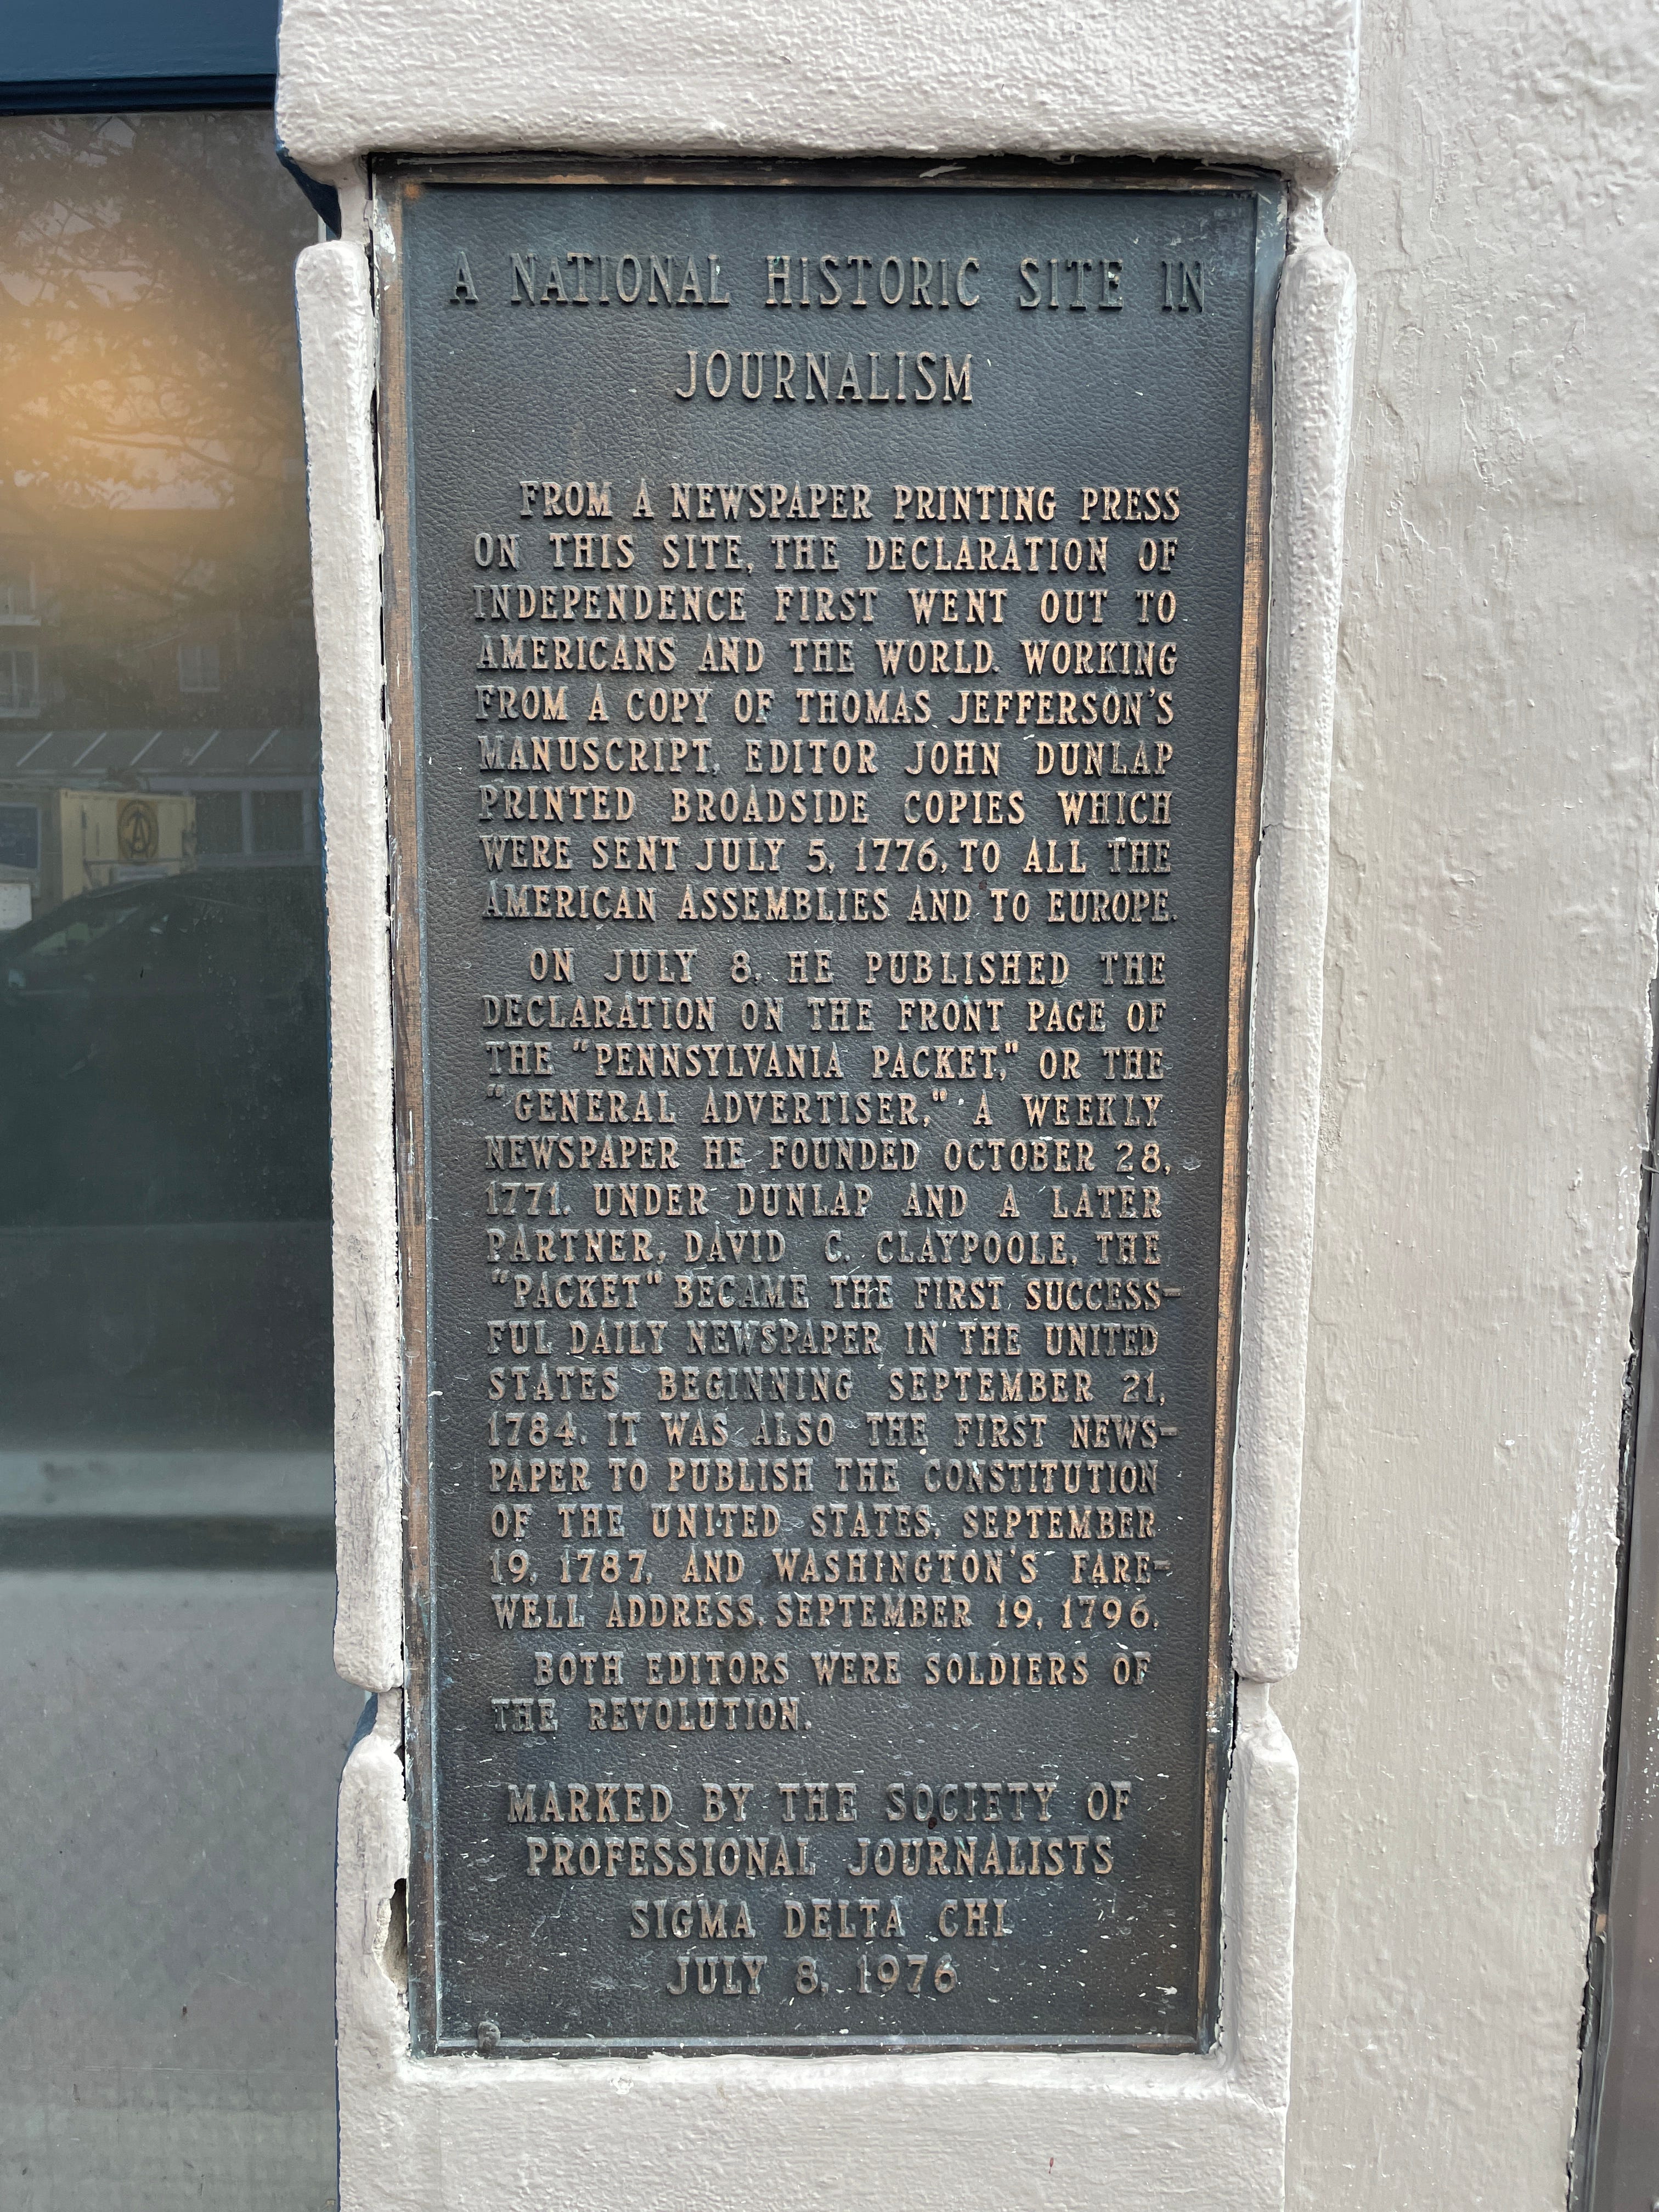 A NATIONAL HISTORIC SITE IN
JOURNALISM
FROM A NEWSPAPER PRINTING PRESS
ON THIS SITE, THE DECLARATION OF
INDEPENDENCE FIRST WENT OUT TO
AMERICANS AND THE WORLD. WORKING
FROM A COPY OF THOMAS JEFFERSON'S
MANUSCRIPT, EDITOR JOHN DUNLAP
PRINTED BROADSIDE COPIES WHICH
WERE SENT JULY 5, 1776, TO ALL THE
AMERICAN ASSEMBLIES AND TO EUROPE.
ON JULY 8, HE PUBLISHED THE
DECLARATION ON THE FRONT PAGE OF
THE "PENNSYLVANIA PACKET," OR THE
"GENERAL ADVERTISER," A WEEKLY
NEWSPAPER HE FOUNDED OCTOBER 28,
1771. UNDER DUNLAP AND A LATER
PARTNER, DAVID C. CLAYPOOLE, THE
"PACKET" BECAME THE FIRST SUCCESS-
FUL DAILY NEWSPAPER IN THE UNITED
STATES BEGINNING SEPTEMBER 21,
1784. IT WAS ALSO THE FIRST NEWS-
PAPER TO PUBLISH THE CONSTITUTION
OF THE UNITED STATES, SEPTEMBER
19, 1787, AND WASHINGTON'S FARE-
WELL ADDRESS, SEPTEMBER 19, 1796.
BOTH EDITORS WERE SOLDIERS OF
THE REVOLUTION.
MARKED BY THE SOCIETY OF
PROFESSIONAL JOURNALISTS
SIGMA DELTA CHI
JULY 8, 1976